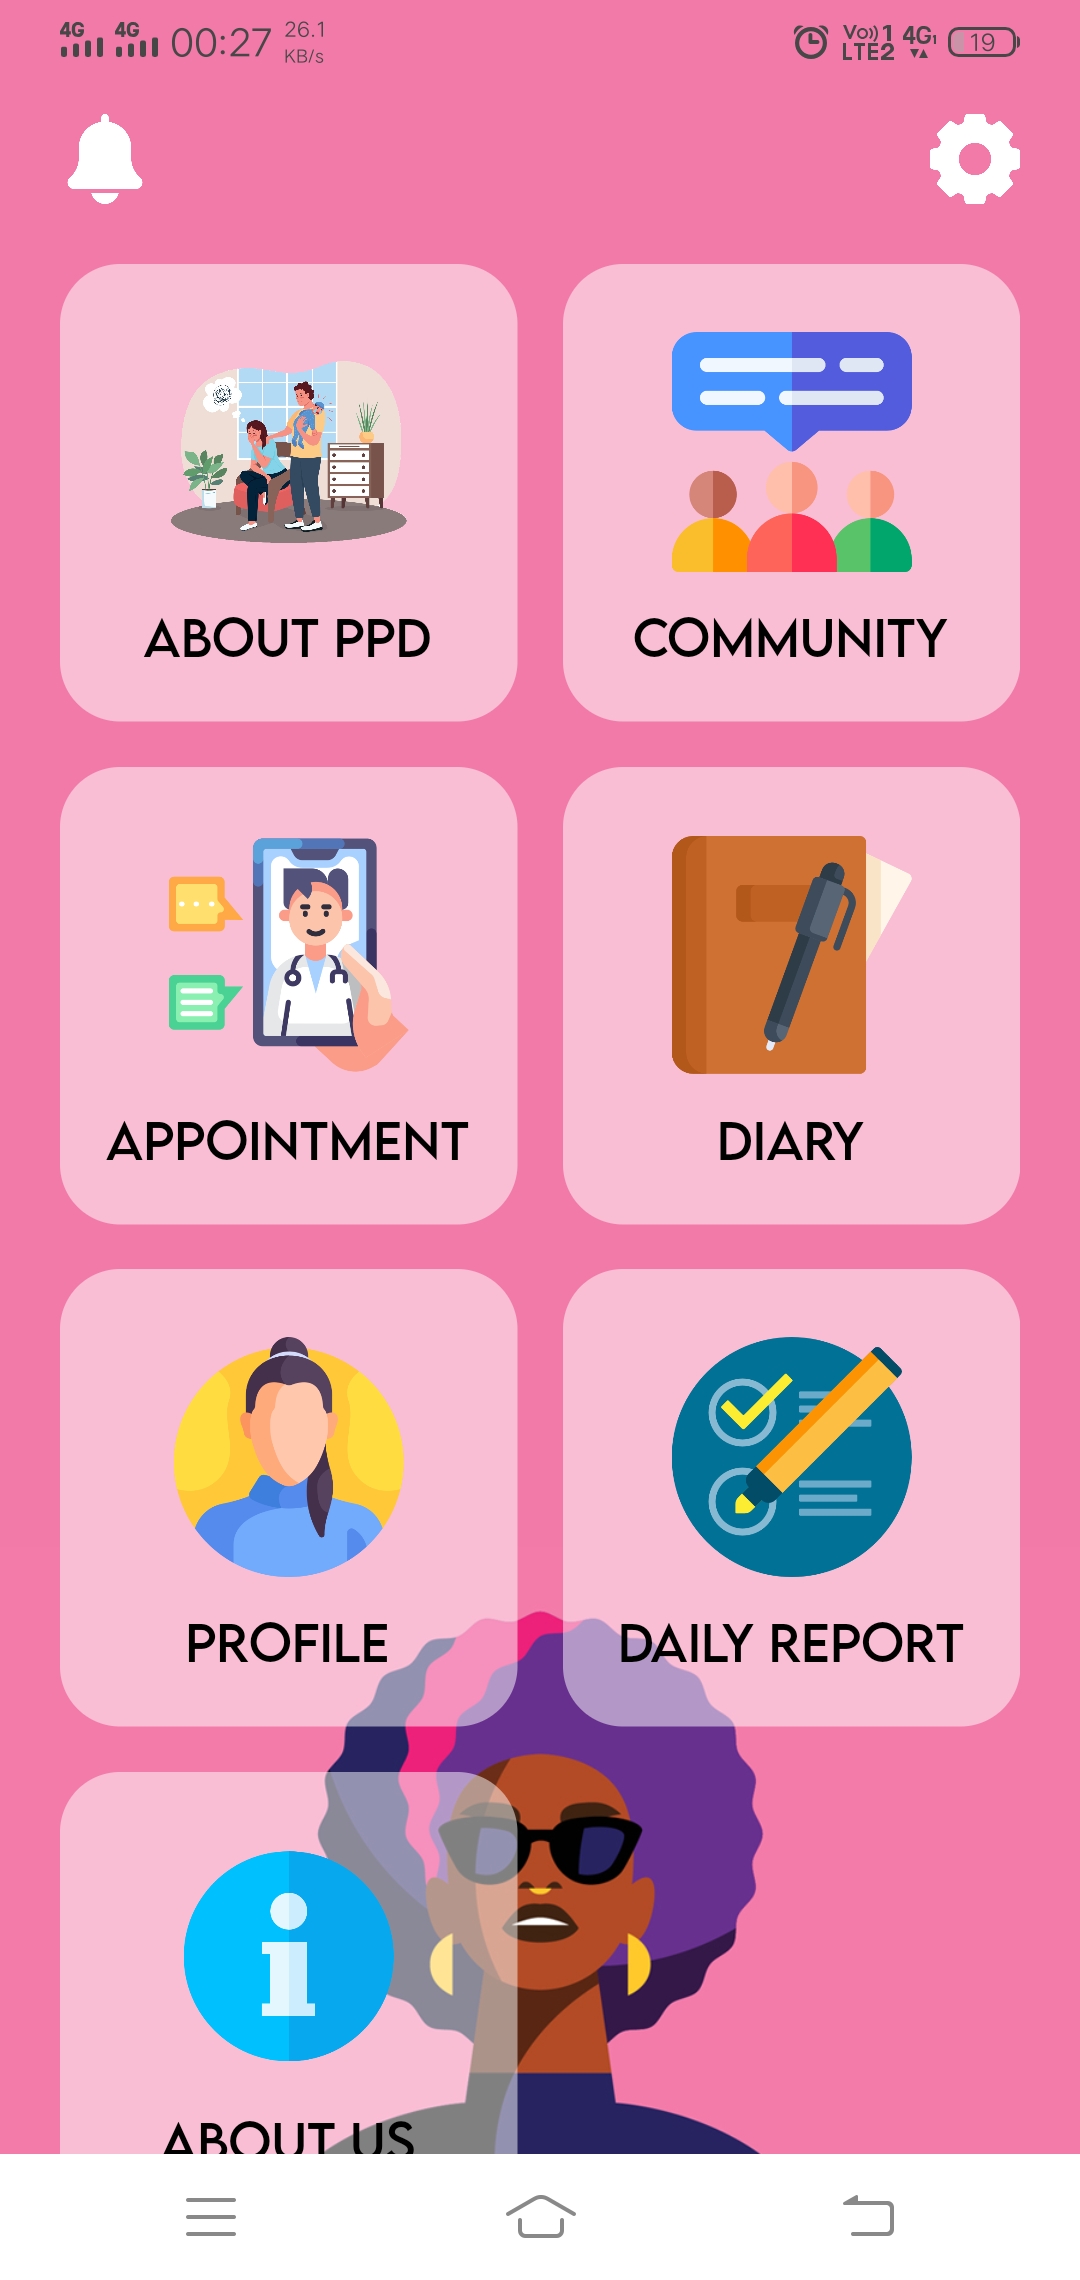 4G 4G 00:27 26.1 KB/s Vo)) 1 LTE2 4G1 19
ABOUT PPD COMMUNITY
APPOINTMENT DIARY
PROFILE DAILY REPORT
ABOUT US